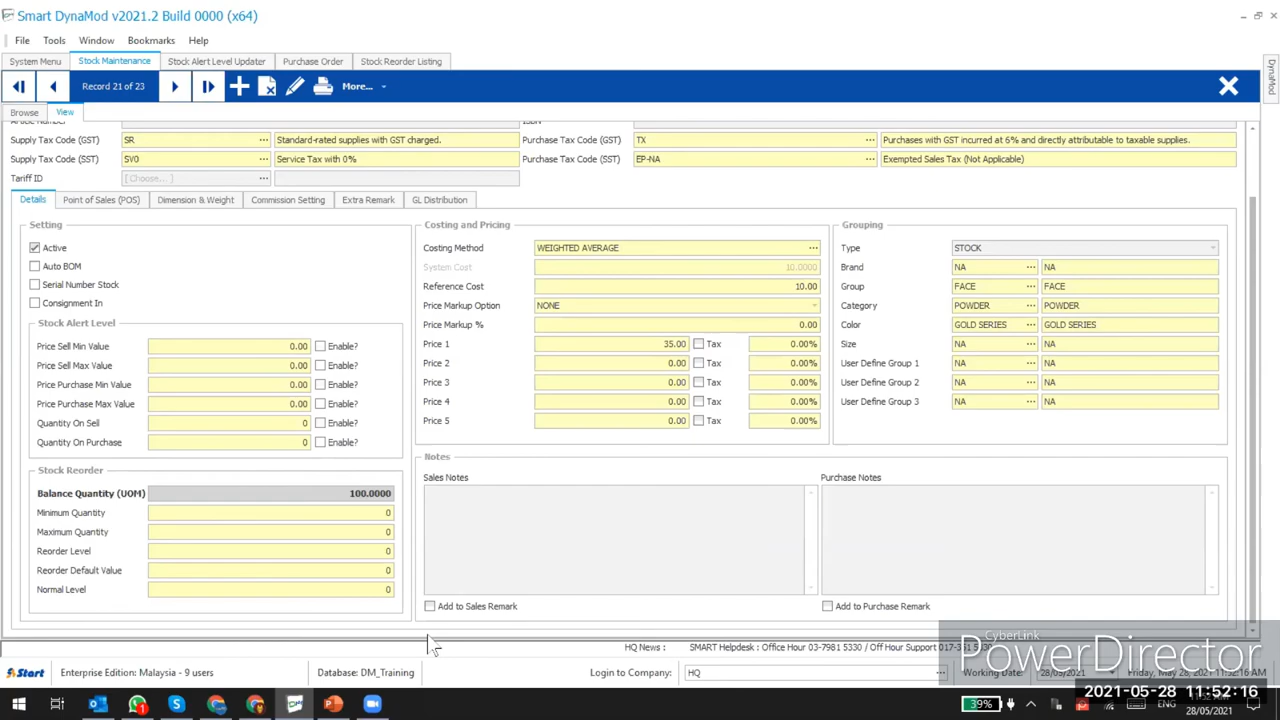 Smart DynaMod v2021.2 Build 0000 (x64)
File Tools Window Bookmarks Help
System Menu Stock Maintenance Stock Alert Level Updater Purchase Order Stock Reorder Listing
DynaMod
Record 21 of 23 More...
Browse View
Supply Tax Code (GST) SR ... Standard-rated supplies with GST charged. Purchase Tax Code (GST) TX ... Purchases with GST incurred at 6% and directly attributable to taxable supplies.
Supply Tax Code (SST) SV0 ... Service Tax with 0% Purchase Tax Code (SST) EP-NA ... Exempted Sales Tax (Not Applicable)
Tariff ID [ Choose... ] ...
Details Point of Sales (POS) Dimension & Weight Commission Setting Extra Remark GL Distribution
Setting
Active
Auto BOM
Serial Number Stock
Consignment In
Stock Alert Level
Price Sell Min Value 0.00 Enable?
Price Sell Max Value 0.00 Enable?
Price Purchase Min Value 0.00 Enable?
Price Purchase Max Value 0.00 Enable?
Quantity On Sell 0 Enable?
Quantity On Purchase 0 Enable?
Stock Reorder
Balance Quantity (UOM) 100.0000
Minimum Quantity 0
Maximum Quantity 0
Reorder Level 0
Reorder Default Value 0
Normal Level 0
Costing and Pricing
Costing Method WEIGHTED AVERAGE ...
System Cost 10.0000
Reference Cost 10.00
Price Markup Option NONE
Price Markup % 0.00
Price 1 35.00 Tax 0.00%
Price 2 0.00 Tax 0.00%
Price 3 0.00 Tax 0.00%
Price 4 0.00 Tax 0.00%
Price 5 0.00 Tax 0.00%
Grouping
Type STOCK
Brand NA ... NA
Group FACE ... FACE
Category POWDER ... POWDER
Color GOLD SERIES ... GOLD SERIES
Size NA ... NA
User Define Group 1 NA ... NA
User Define Group 2 NA ... NA
User Define Group 3 NA ... NA
Notes
Sales Notes Purchase Notes
Add to Sales Remark Add to Purchase Remark
HQ News : SMART Helpdesk : Office Hour 03-7981 5330 / Off Hour Support
CyberLink
PowerDirector
Start Enterprise Edition: Malaysia - 9 users Database: DM_Training Login to Company: HQ ... Working Date: 28/05/2021 Friday, May 28, 2021 11:52:16 AM
2021-05-28 11:52:16
39% ENG
28/05/2021